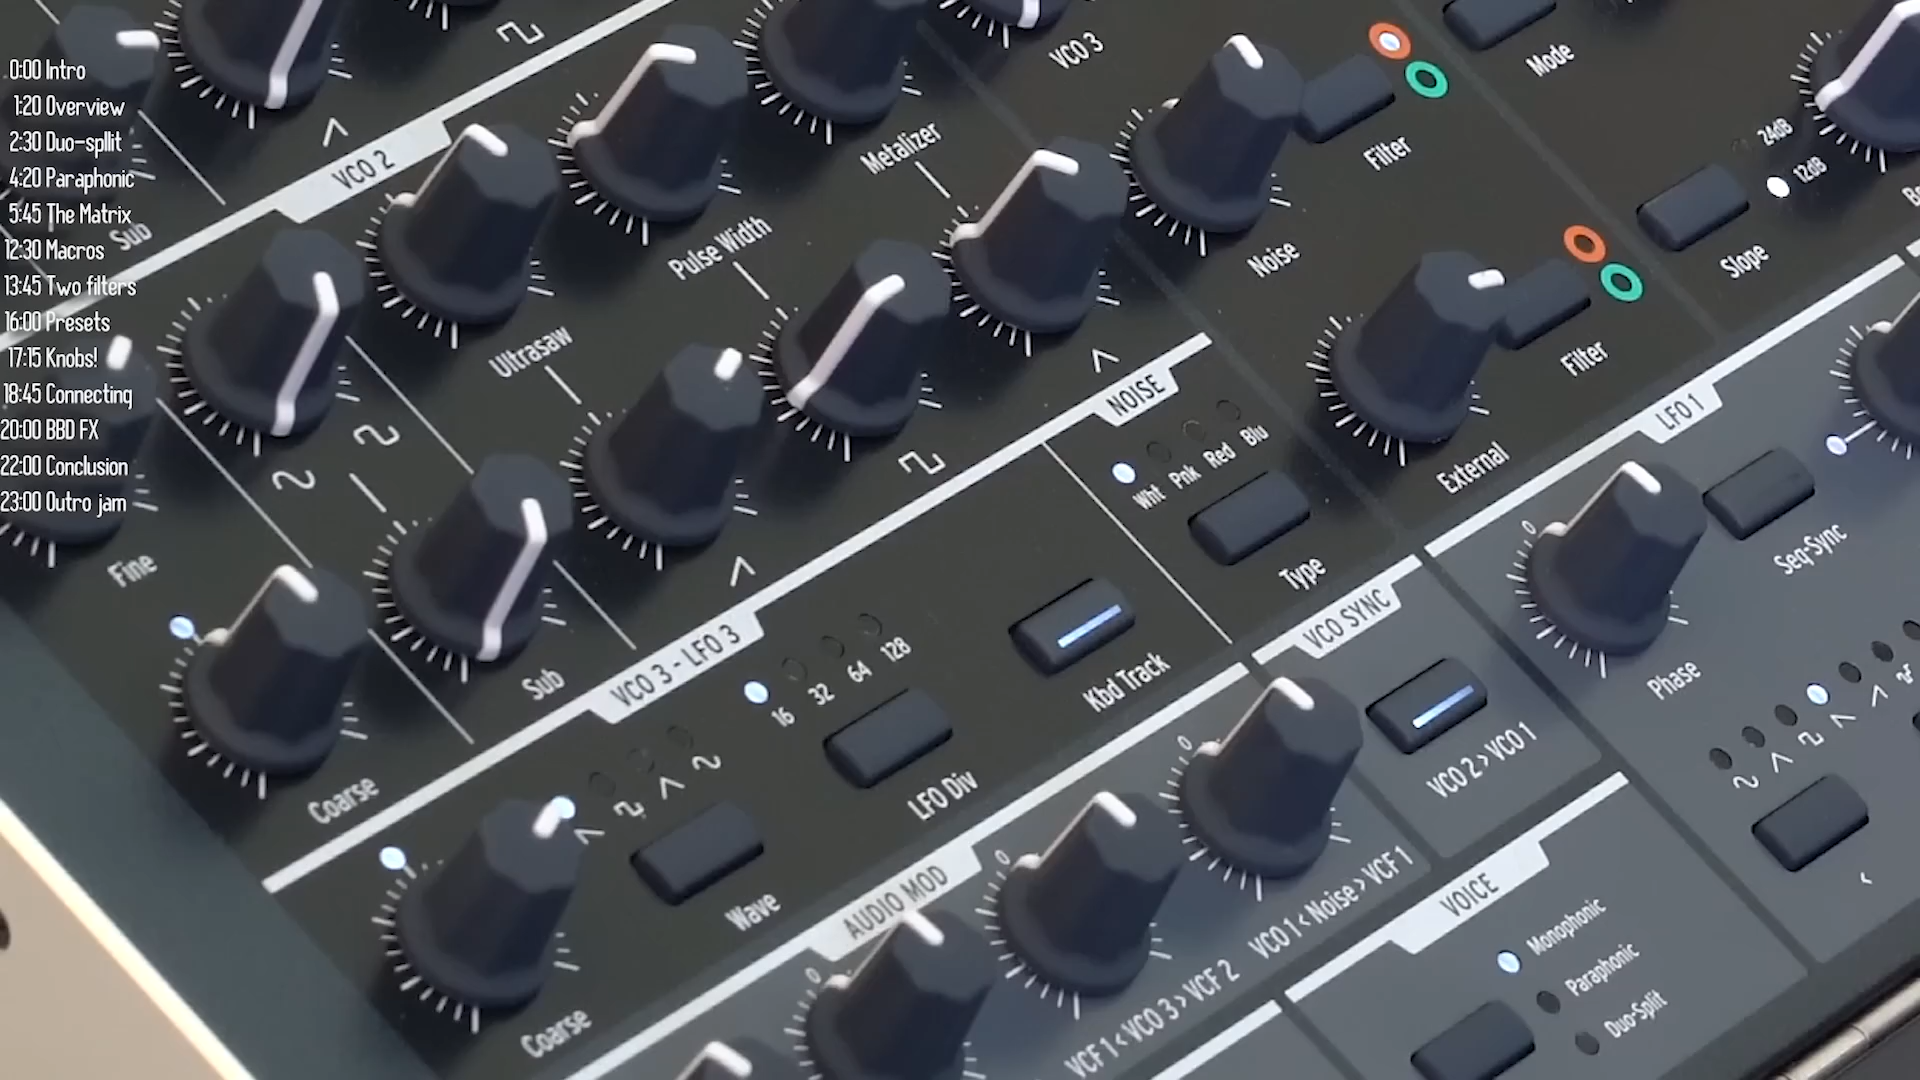 0:00 Intro
1:20 Overview
2:30 Duo-spllit
4:20 Paraphonic
5:45 The Matrix
12:30 Macros
13:45 Two filters
16:00 Presets
17:15 Knobs!
18:45 Connecting
20:00 BBD FX
22:00 Conclusion
23:00 Outro jam
Sub
VCO 2
VCO 3
Mode
Metalizer
Filter
24dB
12dB
Slope
Pulse Width
Noise
Ultrasaw
Filter
NOISE
LFO 1
Wht Pnk Red Blu
External
Fine
Type
Seq-Sync
0
Sub
VCO 3 - LFO 3
16 32 64 128
Kbd Track
VCO SYNC
Phase
Coarse
LFO Div
VCO 2 > VCO 1
0
Wave
AUDIO MOD
0
VCO 1 < Noise > VCF 1
VOICE
Monophonic
Paraphonic
Duo-Split
0
VCF 1 < VCO 3 > VCF 2
Coarse
<